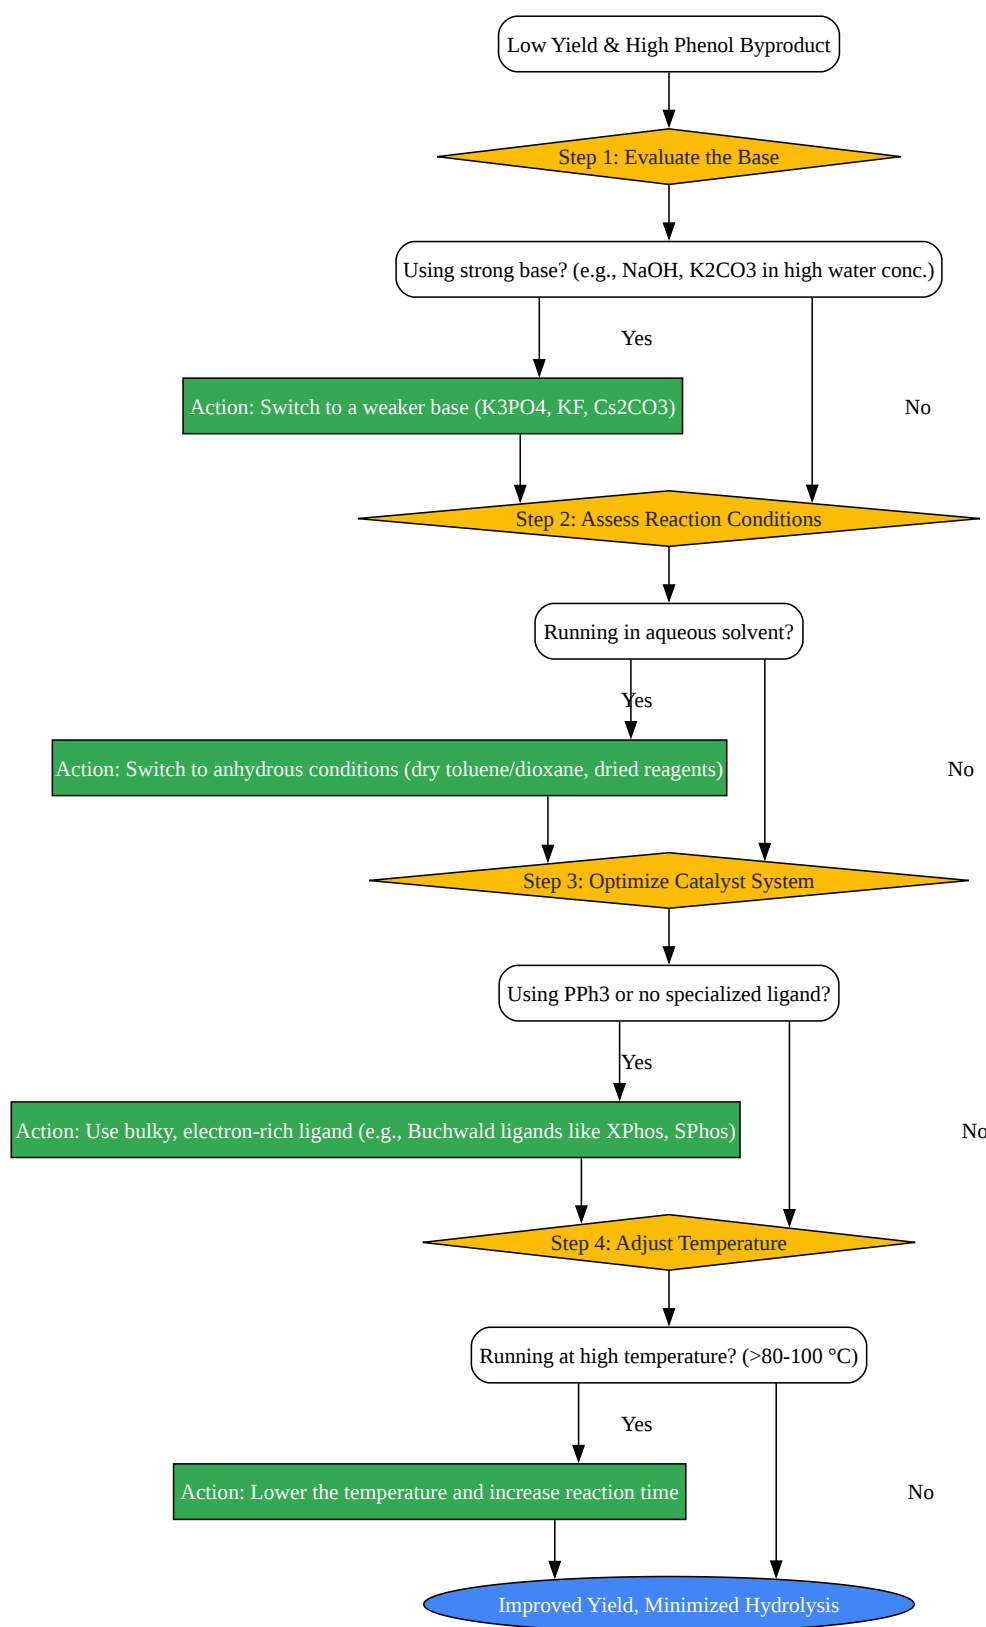 Low Yield & High Phenol Byproduct
Step 1: Evaluate the Base
Using strong base? (e.g., NaOH, K2CO3 in high water conc.)
Yes
Action: Switch to a weaker base (K3PO4, KF, Cs2CO3)
No
Step 2: Assess Reaction Conditions
Running in aqueous solvent?
Yes
Action: Switch to anhydrous conditions (dry toluene/dioxane, dried reagents)
No
Step 3: Optimize Catalyst System
Using PPh3 or no specialized ligand?
Yes
Action: Use bulky, electron-rich ligand (e.g., Buchwald ligands like XPhos, SPhos)
No
Step 4: Adjust Temperature
Running at high temperature? (>80-100 °C)
Yes
Action: Lower the temperature and increase reaction time
No
Improved Yield, Minimized Hydrolysis